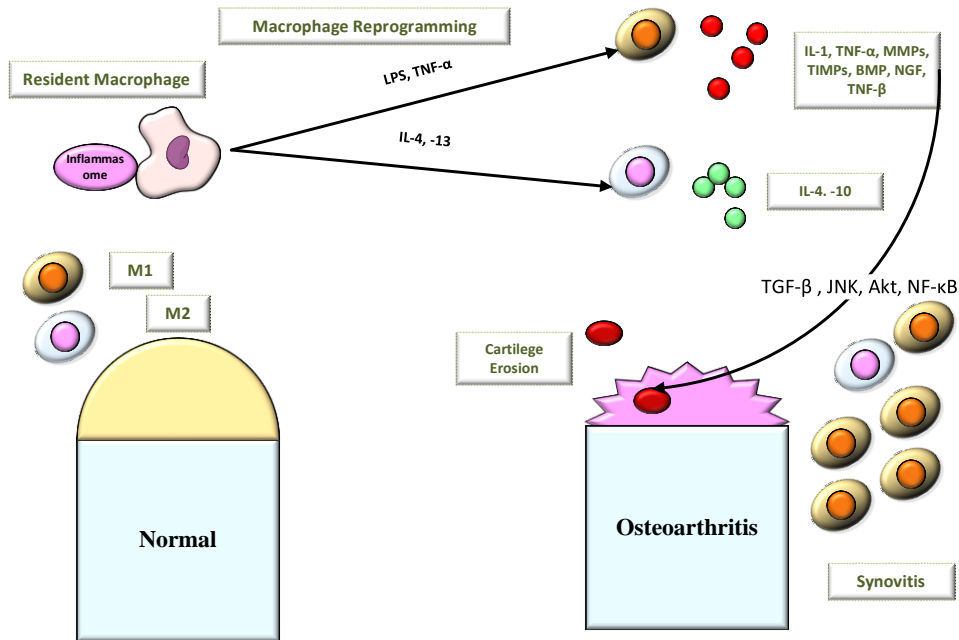 Macrophage Reprogramming
Resident Macrophage
Inflammas
ome
LPS, TNF-α
IL-4, -13
IL-1, TNF-α, MMPs,
TIMPs, BMP, NGF,
TNF-β
IL-4. -10
M1
M2
TGF-β , JNK, Akt, NF-κB
Cartilege
Erosion
Normal
Osteoarthritis
Synovitis